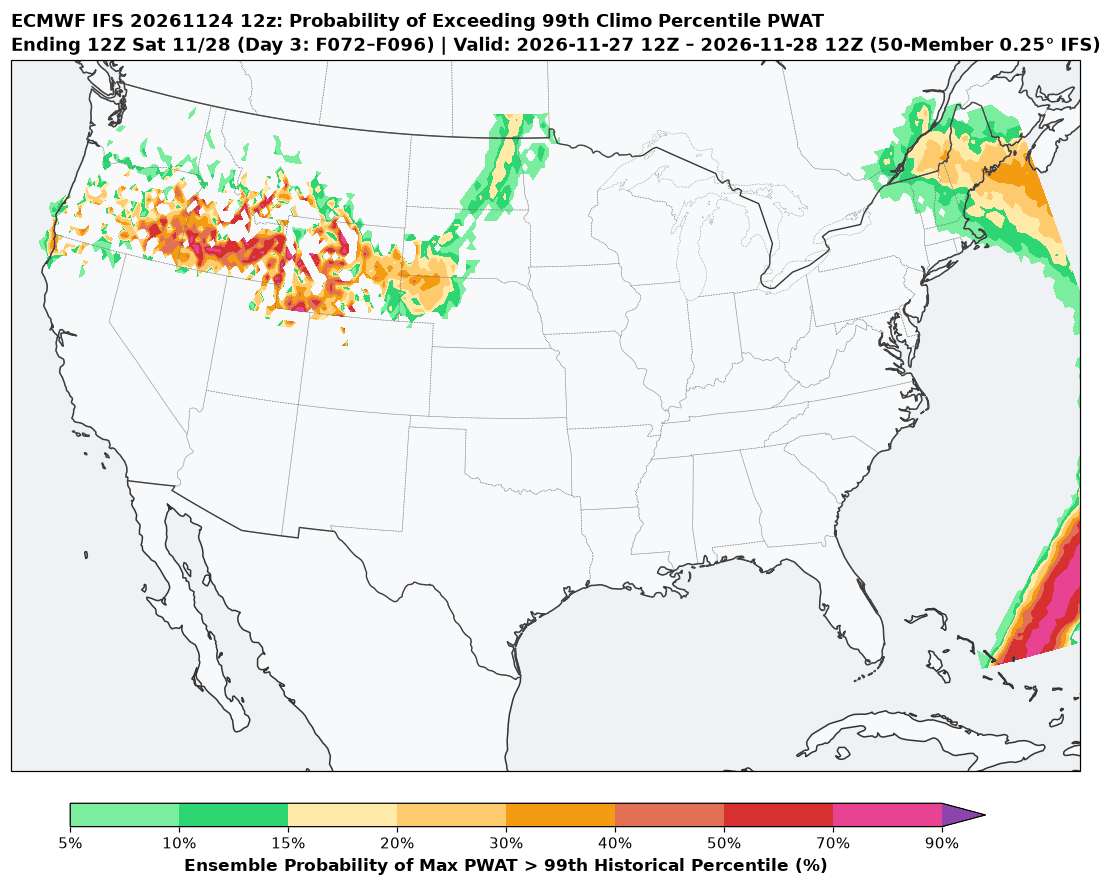 ECMWF IFS 20261124 12z: Probability of Exceeding 99th Climo Percentile PWAT
Ending 12Z Sat 11/28 (Day 3: F072–F096) | Valid: 2026-11-27 12Z – 2026-11-28 12Z (50-Member 0.25° IFS)
5% 10% 15% 20% 30% 40% 50% 70% 90%
Ensemble Probability of Max PWAT > 99th Historical Percentile (%)